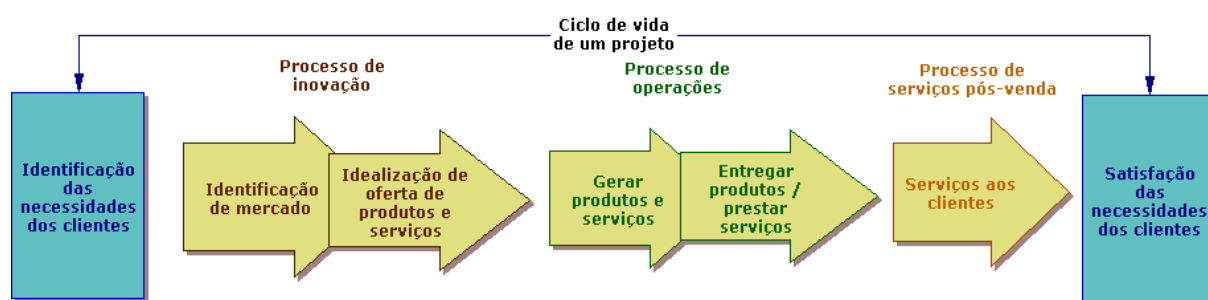 Ciclo de vida
de um projeto
Processo de
inovação
Processo de
operações
Processo de
serviços pós-venda
Identificação
das
necessidades
dos clientes
Identificação
de mercado
Idealização de
oferta de
produtos e
serviços
Gerar
produtos e
serviços
Entregar
produtos /
prestar
serviços
Serviços aos
clientes
Satisfação
das
necessidades
dos clientes